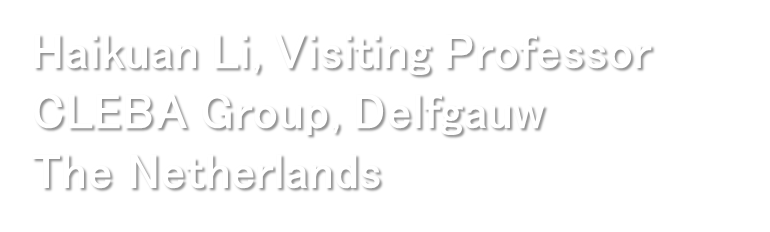 Haikuan Li, Visiting Professor
CLEBA Group, Delfgauw
The Netherlands